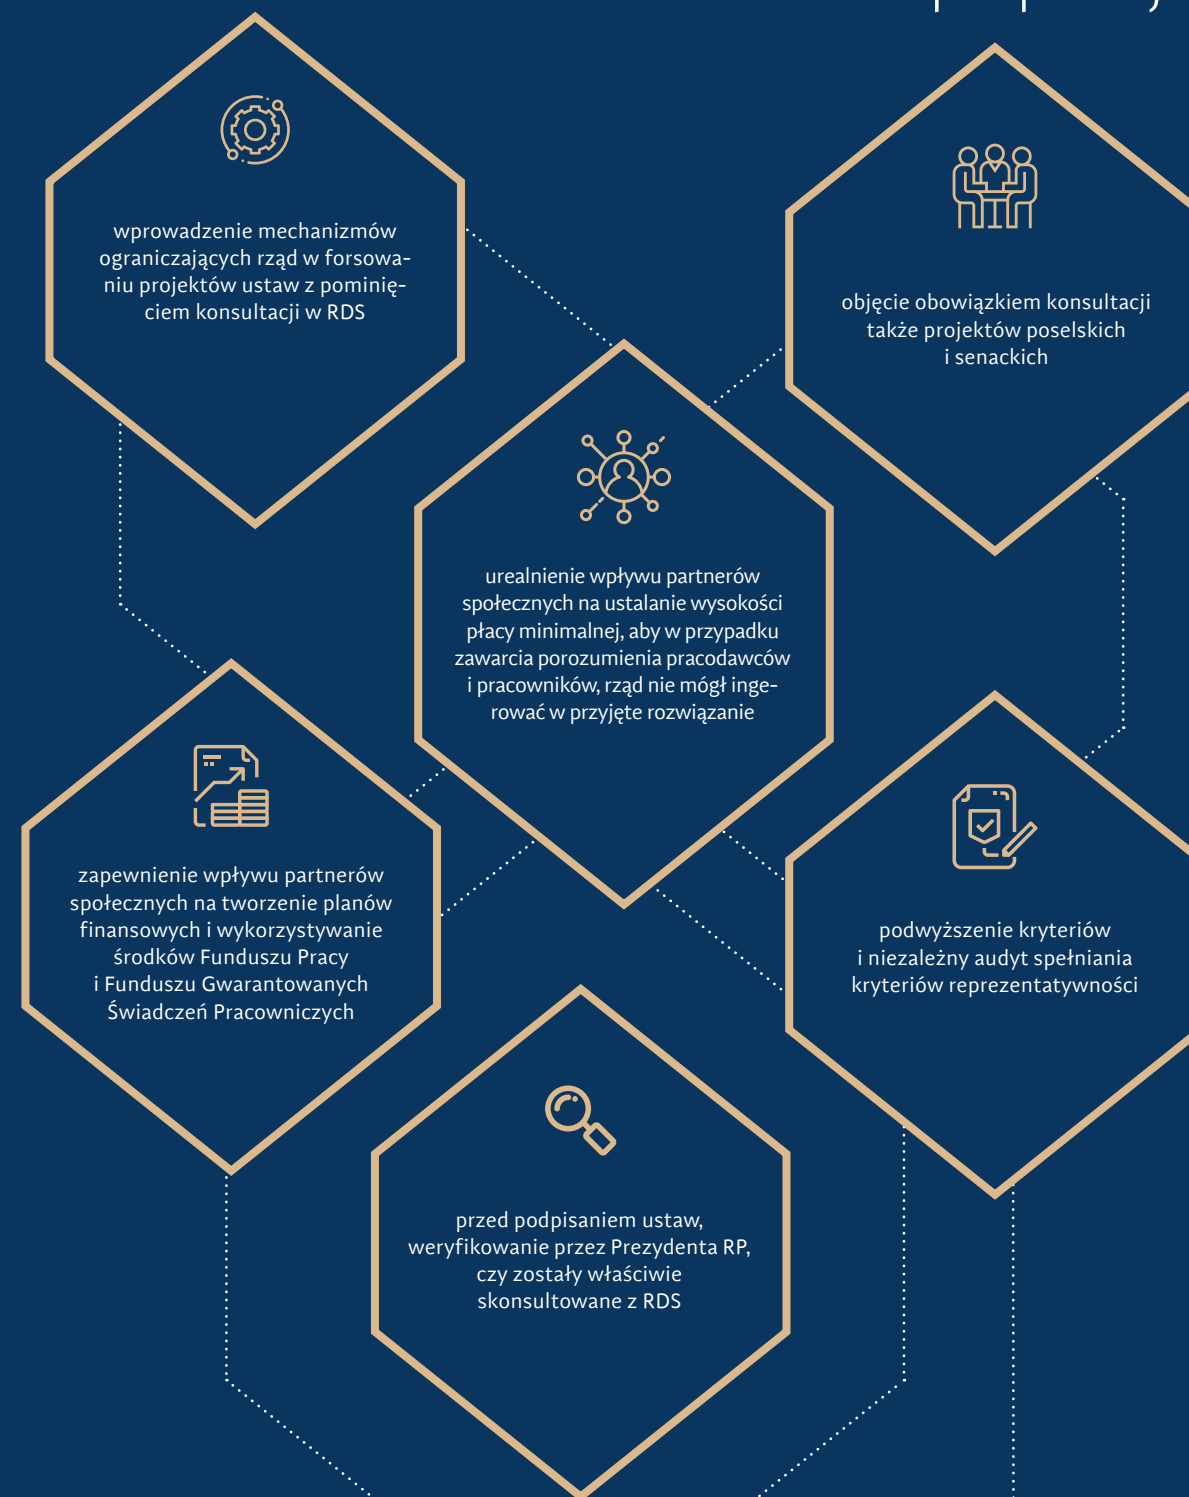 wprowadzenie mechanizmów
ograniczających rząd w forsowa-
niu projektów ustaw z pominię-
ciem konsultacji w RDS
objęcie obowiązkiem konsultacji
także projektów poselskich
i senackich
urealnienie wpływu partnerów
społecznych na ustalanie wysokości
płacy minimalnej, aby w przypadku
zawarcia porozumienia pracodawców
i pracowników, rząd nie mógł inge-
rować w przyjęte rozwiązanie
zapewnienie wpływu partnerów
społecznych na tworzenie planów
finansowych i wykorzystywanie
środków Funduszu Pracy
i Funduszu Gwarantowanych
Świadczeń Pracowniczych
podwyższenie kryteriów
i niezależny audyt spełniania
kryteriów reprezentatywności
przed podpisaniem ustaw,
weryfikowanie przez Prezydenta RP,
czy zostały właściwie
skonsultowane z RDS